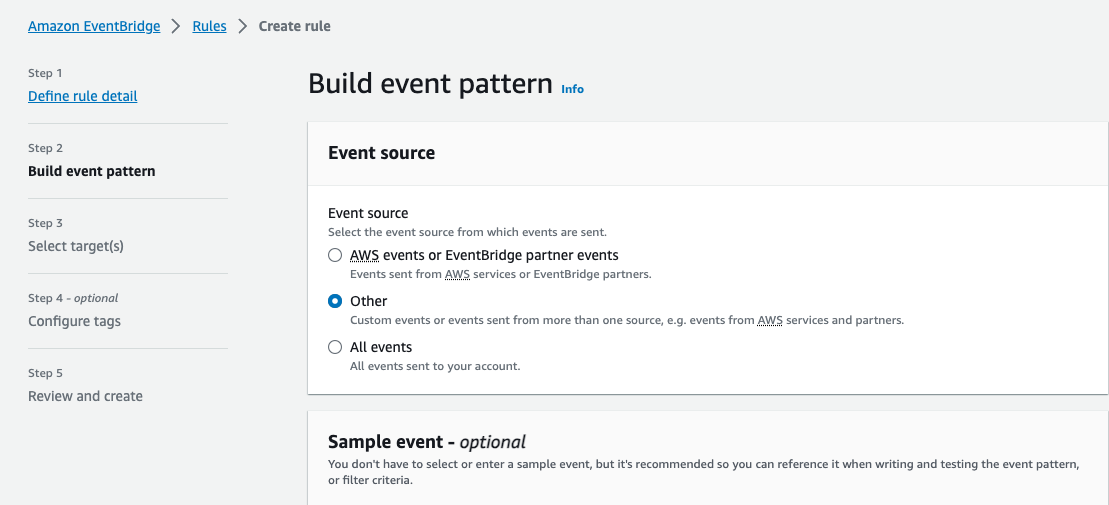 Amazon EventBridge > Rules > Create rule
Step 1
Define rule detail
Step 2
Build event pattern
Step 3
Select target(s)
Step 4 - optional
Configure tags
Step 5
Review and create
Build event pattern Info
Event source
Event source
Select the event source from which events are sent.
AWS events or EventBridge partner events
Events sent from AWS services or EventBridge partners.
Other
Custom events or events sent from more than one source, e.g. events from AWS services and partners.
All events
All events sent to your account.
Sample event - optional
You don't have to select or enter a sample event, but it's recommended so you can reference it when writing and testing the event pattern,
or filter criteria.